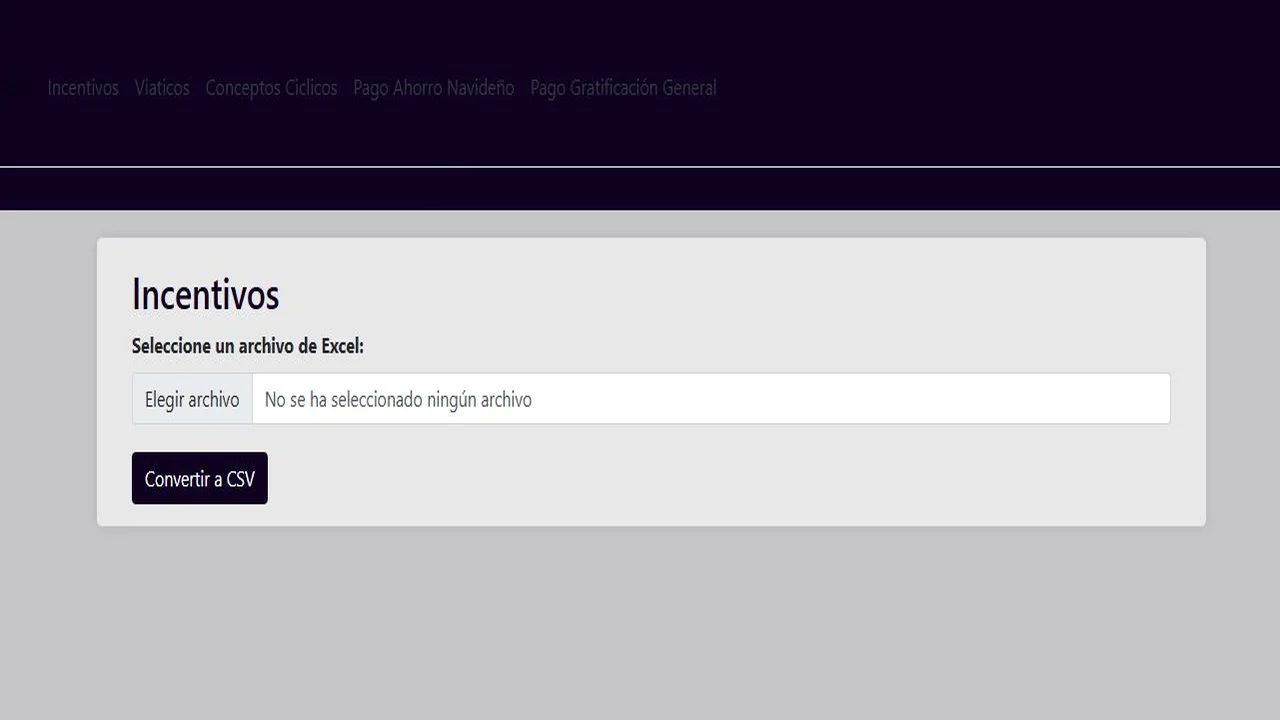 Incentivos Viaticos Conceptos Ciclicos Pago Ahorro Navideño Pago Gratificación General
Incentivos
Seleccione un archivo de Excel:
Elegir archivo No se ha seleccionado ningún archivo
Convertir a CSV